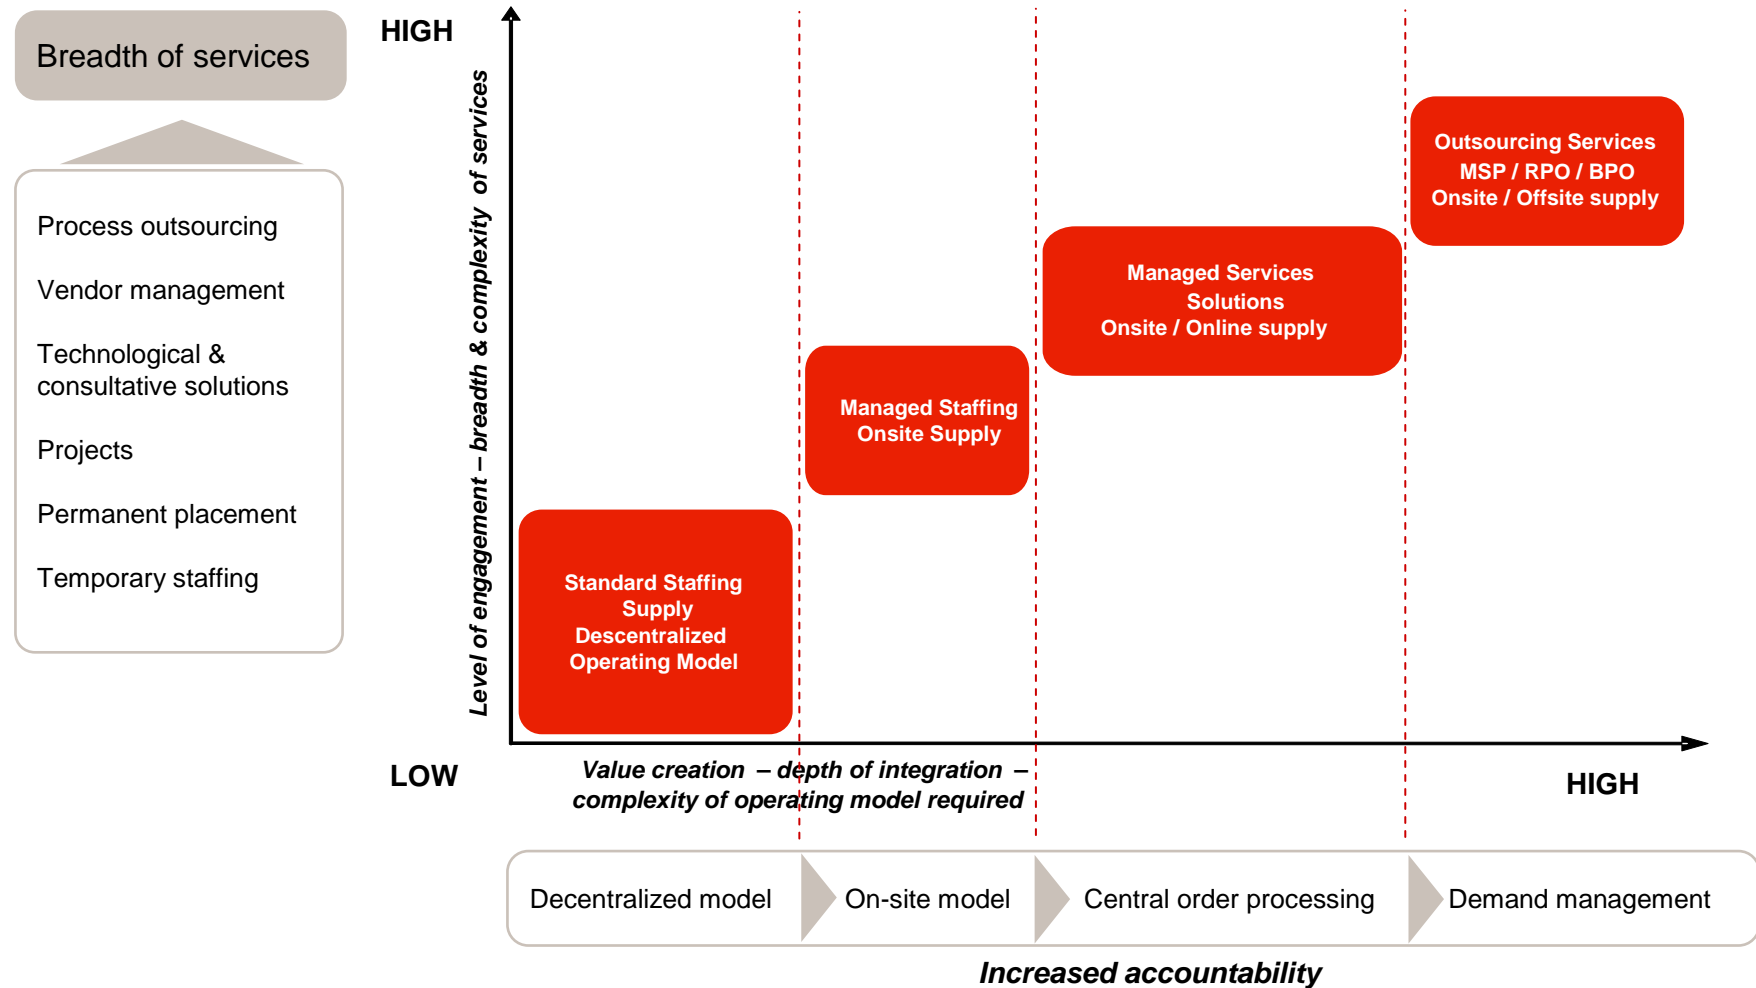 Breadth of services
Process outsourcing
Vendor management
Technological &
consultative solutions
Projects
Permanent placement
Temporary staffing
HIGH
Level of engagement – breadth & complexity of services
LOW
Outsourcing Services
MSP / RPO / BPO
Onsite / Offsite supply
Managed Services
Solutions
Onsite / Online supply
Managed Staffing
Onsite Supply
Standard Staffing
Supply
Descentralized
Operating Model
Value creation – depth of integration –
complexity of operating model required
HIGH
Decentralized model
On-site model
Central order processing
Demand management
Increased accountability